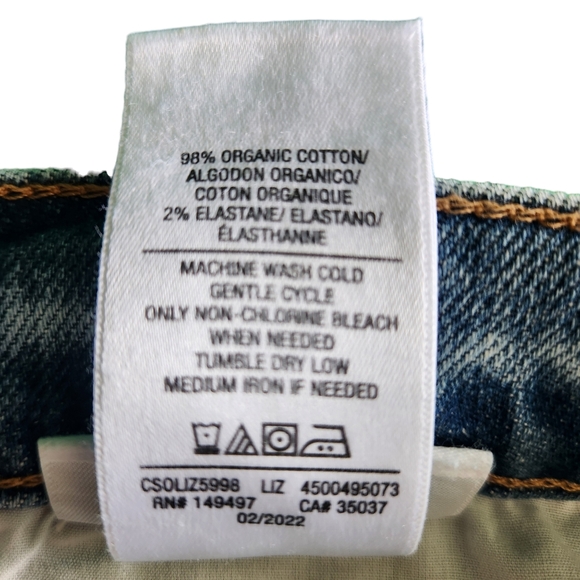 98% ORGANIC COTTON/
ALGODON ORGANICO/
COTON ORGANIQUE
2% ELASTANE/ ELASTANO/
ÉLASTHANNE
MACHINE WASH COLD
GENTLE CYCLE
ONLY NON-CHLORINE BLEACH
WHEN NEEDED
TUMBLE DRY LOW
MEDIUM IRON IF NEEDED
CSOLIZ5998 LIZ 4500495073
RN# 149497 CA# 35037
02/2022